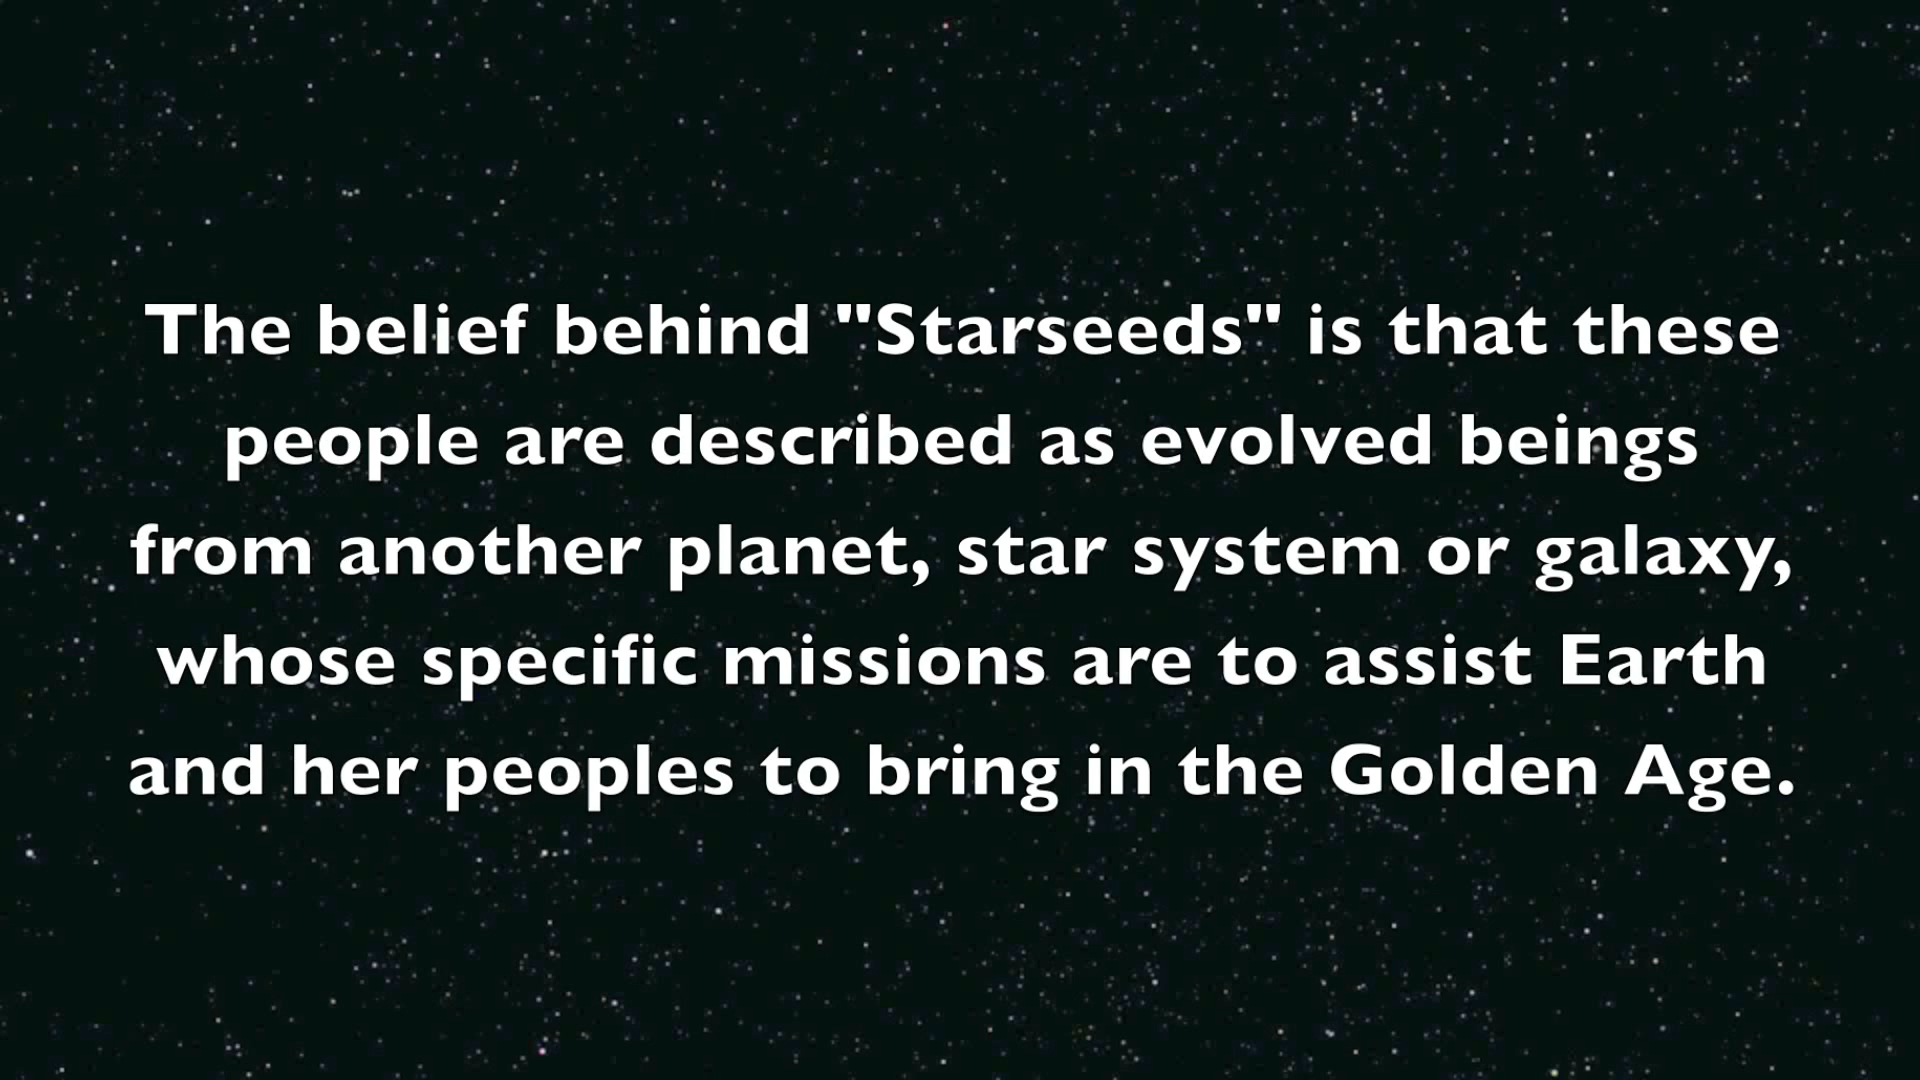 The belief behind "Starseeds" is that these
people are described as evolved beings
from another planet, star system or galaxy,
whose specific missions are to assist Earth
and her peoples to bring in the Golden Age.